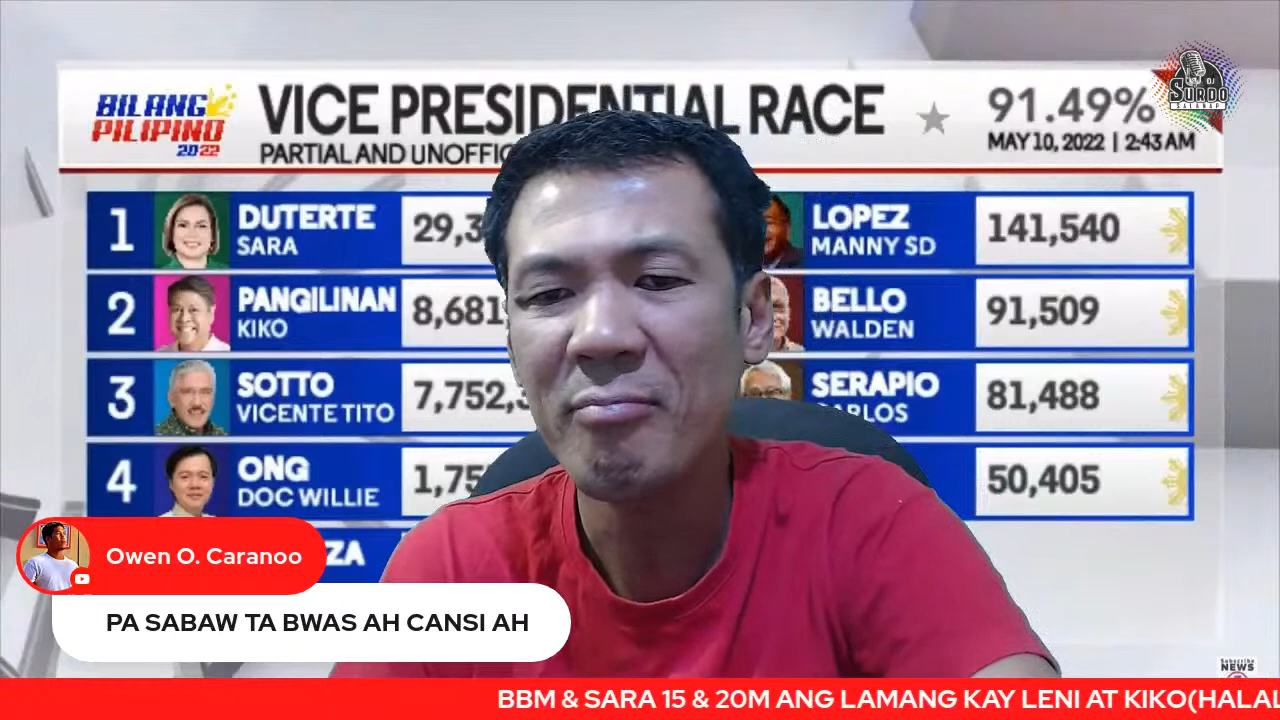 BILANG
PILIPINO
2022
VICE PRESIDENTIAL RACE
PARTIAL AND UNOFFIC
91.49%
MAY 10, 2022 | 2:43 AM
SURDO
1
DUTERTE
SARA
29,3
2
PANGILINAN
KIKO
8,681
3
SOTTO
VICENTE TITO
7,752,3
4
ONG
DOC WILLIE
1,75
ZA
LOPEZ
MANNY SD
141,540
BELLO
WALDEN
91,509
SERAPIO
CARLOS
81,488
50,405
Owen O. Caranoo
PA SABAW TA BWAS AH CANSI AH
Subscribe
NEWS
BBM & SARA 15 & 20M ANG LAMANG KAY LENI AT KIKO(HALAL